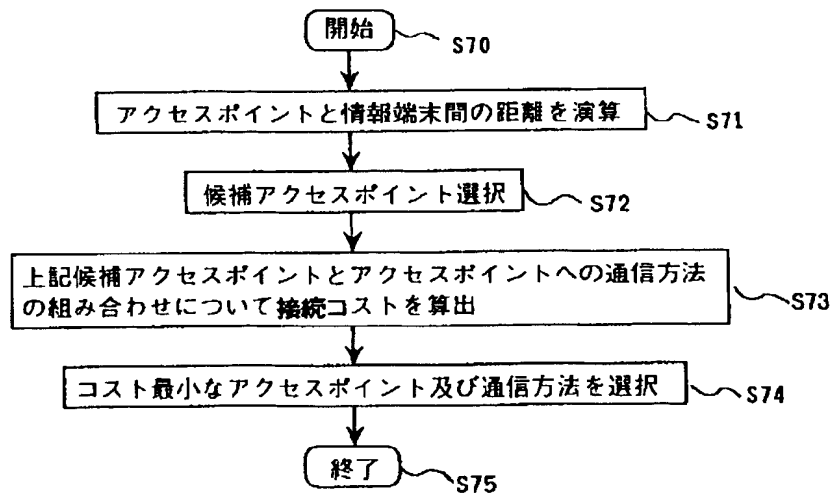 開始
S70
アクセスポイントと情報端末間の距離を演算
S71
候補アクセスポイント選択
S72
上記候補アクセスポイントとアクセスポイントへの通信方法
の組み合わせについて接続コストを算出
S73
コスト最小なアクセスポイント及び通信方法を選択
S74
終了
S75